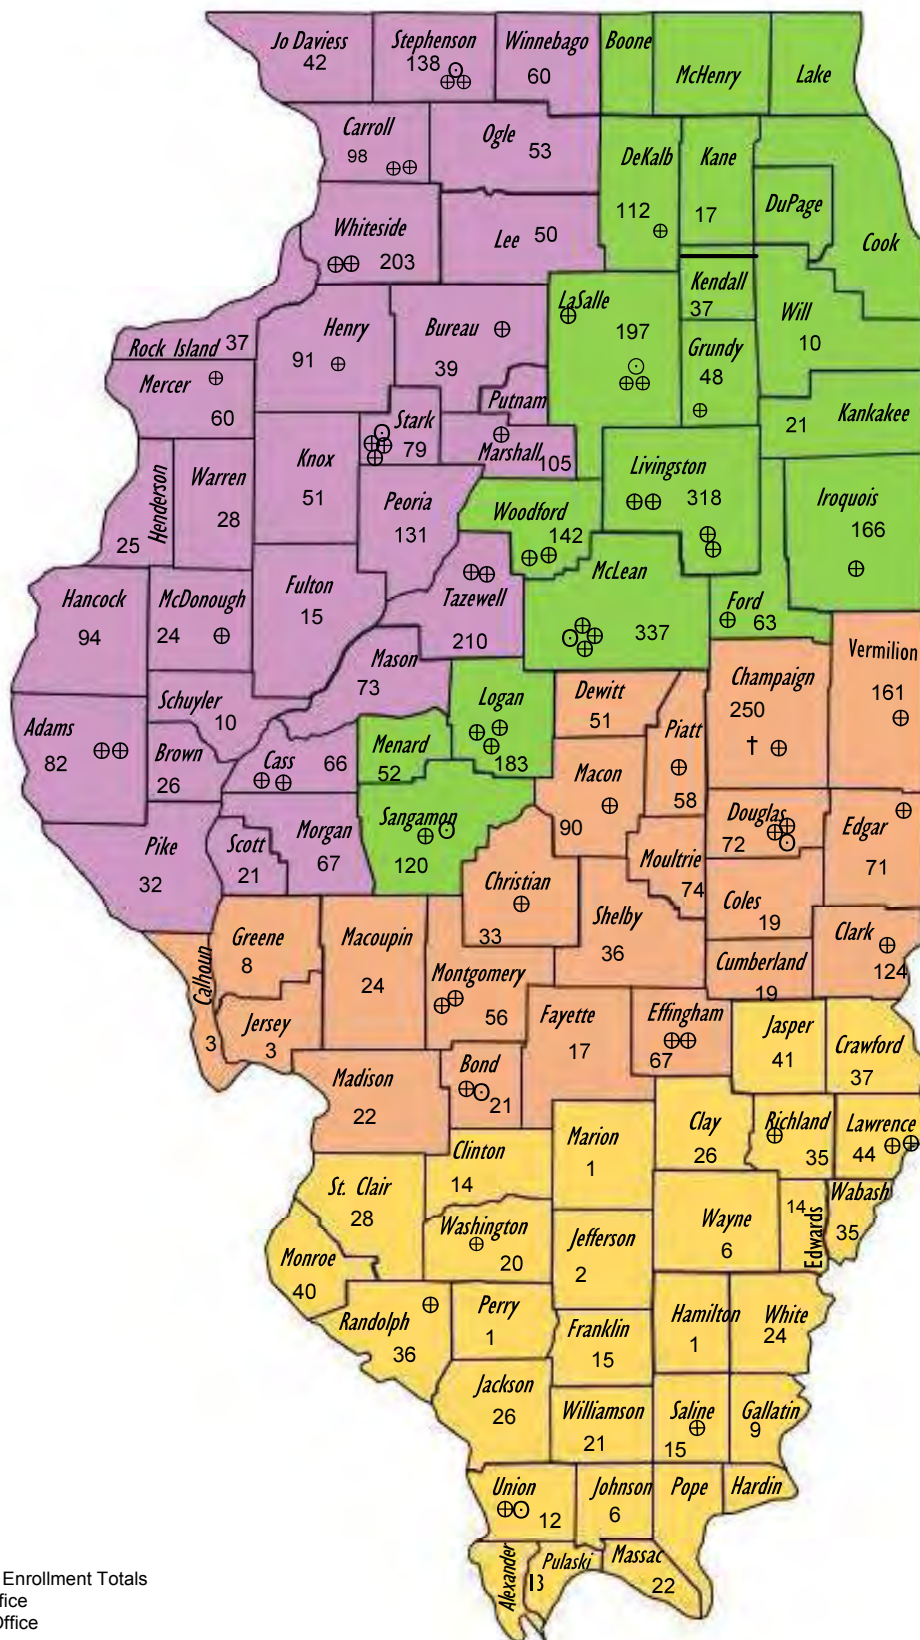 Jo Daviess
42
Stephenson
138
Winnebago
60
Boone
McHenry
Lake
Carroll
98
Ogle
53
DeKalb
112
Kane
17
DuPage
Cook
Whiteside
203
Lee 50
Kendall
37
Will
10
LaSalle
197
Rock Island 37
Henry
91
Bureau
39
Grundy
48
Mercer
60
Putnam
Kankakee
21
Stark
79
Marshall
105
Knox
51
Henderson
25
Warren
28
Peoria
131
Livingston
318
Iroquois
166
Woodford
142
McLean
337
Hancock
94
McDonough
24
Fulton
15
Tazewell
210
Ford
63
Mason
73
Vermilion
161
Champaign
250
Schuyler
10
Logan
183
Dewitt
51
Piatt
58
Adams
82
Brown
26
Cass
66
Menard
52
Macon
90
Sangamon
120
Douglas
72
Edgar
71
Pike
32
Scott
21
Morgan
67
Moultrie
74
Christian
33
Shelby
36
Coles
19
Clark
124
Greene
8
Macoupin
24
Calhoun
3
Montgomery
56
Cumberland
19
Jersey
3
Fayette
17
Effingham
67
Jasper
41
Crawford
37
Madison
22
Bond
21
Marion
1
Clay
26
Richland
35
Lawrence
44
Clinton
14
St. Clair
28
Wabash
35
Edwards
14
Washington
20
Wayne
6
Jefferson
2
Monroe
40
Randolph
36
Perry
1
Franklin
15
Hamilton
1
White
24
Jackson
26
Williamson
21
Saline
15
Gallatin
9
Union
12
Johnson
6
Pope
Hardin
Alexander
Pulaski
Massac
22
Enrollment Totals
ffice
Office